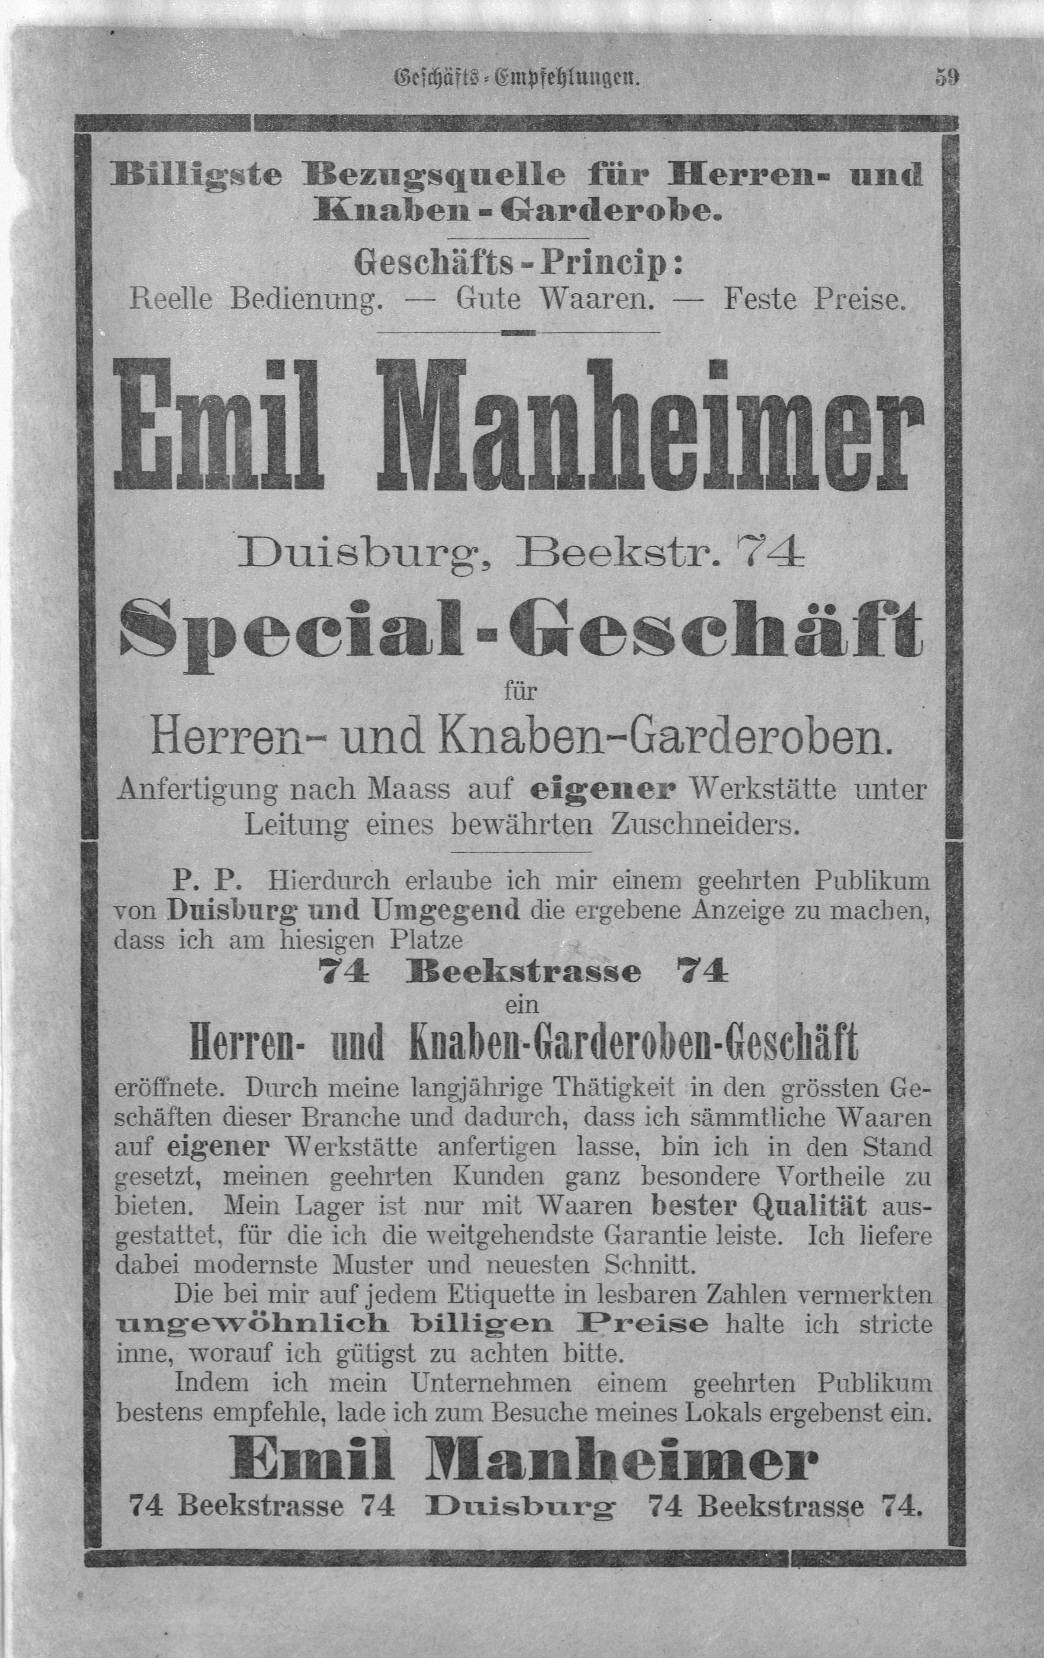 Geschäfts-Empfehlungen. 59
Billigste Bezugsquelle für Herren- und
Knaben-Garderobe.
Geschäfts-Princip:
Reelle Bedienung. — Gute Waaren. — Feste Preise.
Emil Manheimer
Duisburg, Beekstr. 74
Special-Geschäft
für
Herren- und Knaben-Garderoben.
Anfertigung nach Maass auf eigener Werkstätte unter
Leitung eines bewährten Zuschneiders.
P. P. Hierdurch erlaube ich mir einem geehrten Publikum
von Duisburg und Umgegend die ergebene Anzeige zu machen,
dass ich am hiesigen Platze
74 Beekstrasse 74
ein
Herren- und Knaben-Garderoben-Geschäft
eröffnete. Durch meine langjährige Thätigkeit in den grössten Ge-
schäften dieser Branche und dadurch, dass ich sämmtliche Waaren
auf eigener Werkstätte anfertigen lasse, bin ich in den Stand
gesetzt, meinen geehrten Kunden ganz besondere Vortheile zu
bieten. Mein Lager ist nur mit Waaren bester Qualität aus-
gestattet, für die ich die weitgehendste Garantie leiste. Ich liefere
dabei modernste Muster und neuesten Schnitt.
Die bei mir auf jedem Etiquette in lesbaren Zahlen vermerkten
ungewöhnlich billigen Preise halte ich stricte
inne, worauf ich gütigst zu achten bitte.
Indem ich mein Unternehmen einem geehrten Publikum
bestens empfehle, lade ich zum Besuche meines Lokals ergebenst ein.
Emil Manheimer
74 Beekstrasse 74 Duisburg 74 Beekstrasse 74.